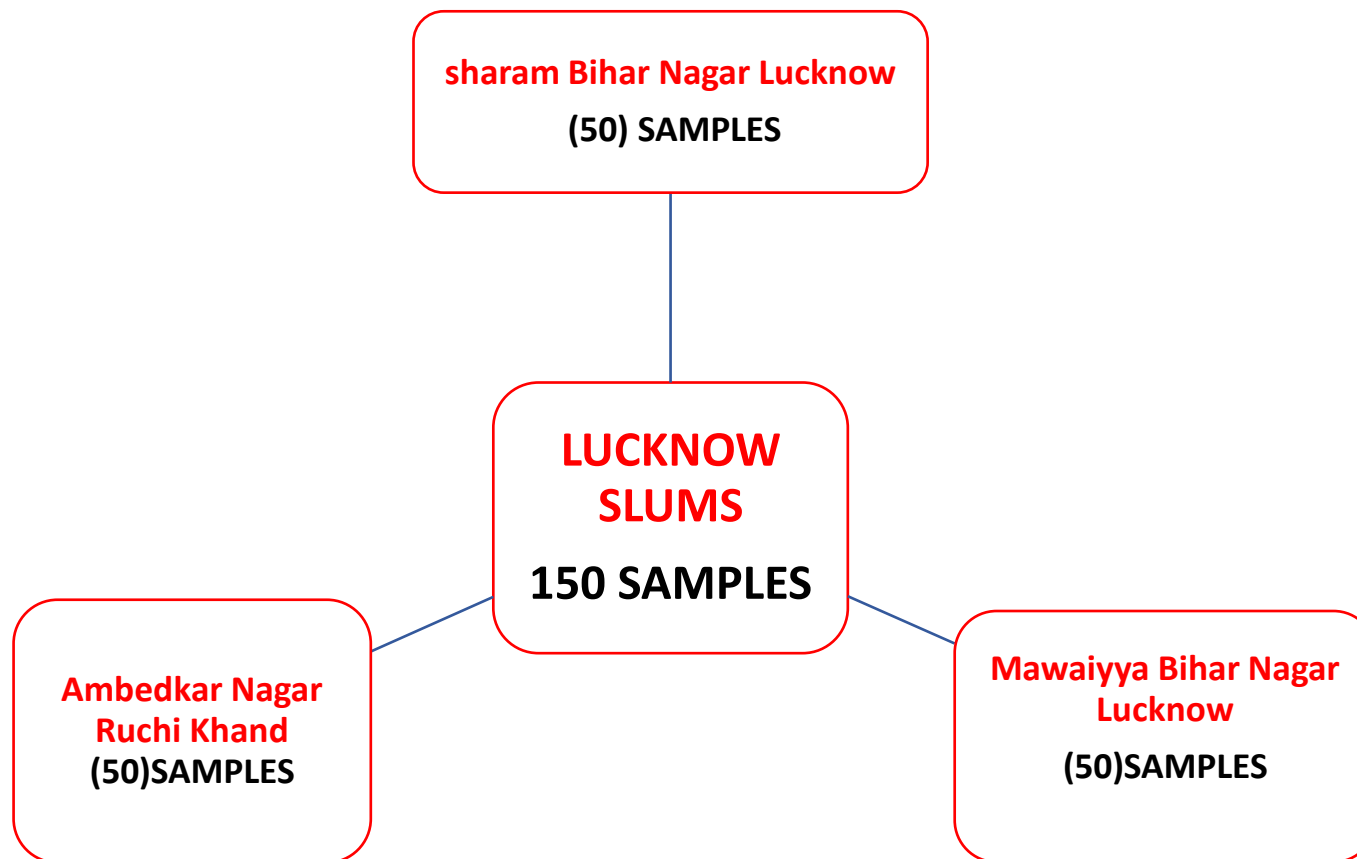 sharam Bihar Nagar Lucknow
(50) SAMPLES
LUCKNOW
SLUMS
150 SAMPLES
Ambedkar Nagar
Ruchi Khand
(50)SAMPLES
Mawaiyya Bihar Nagar
Lucknow
(50)SAMPLES